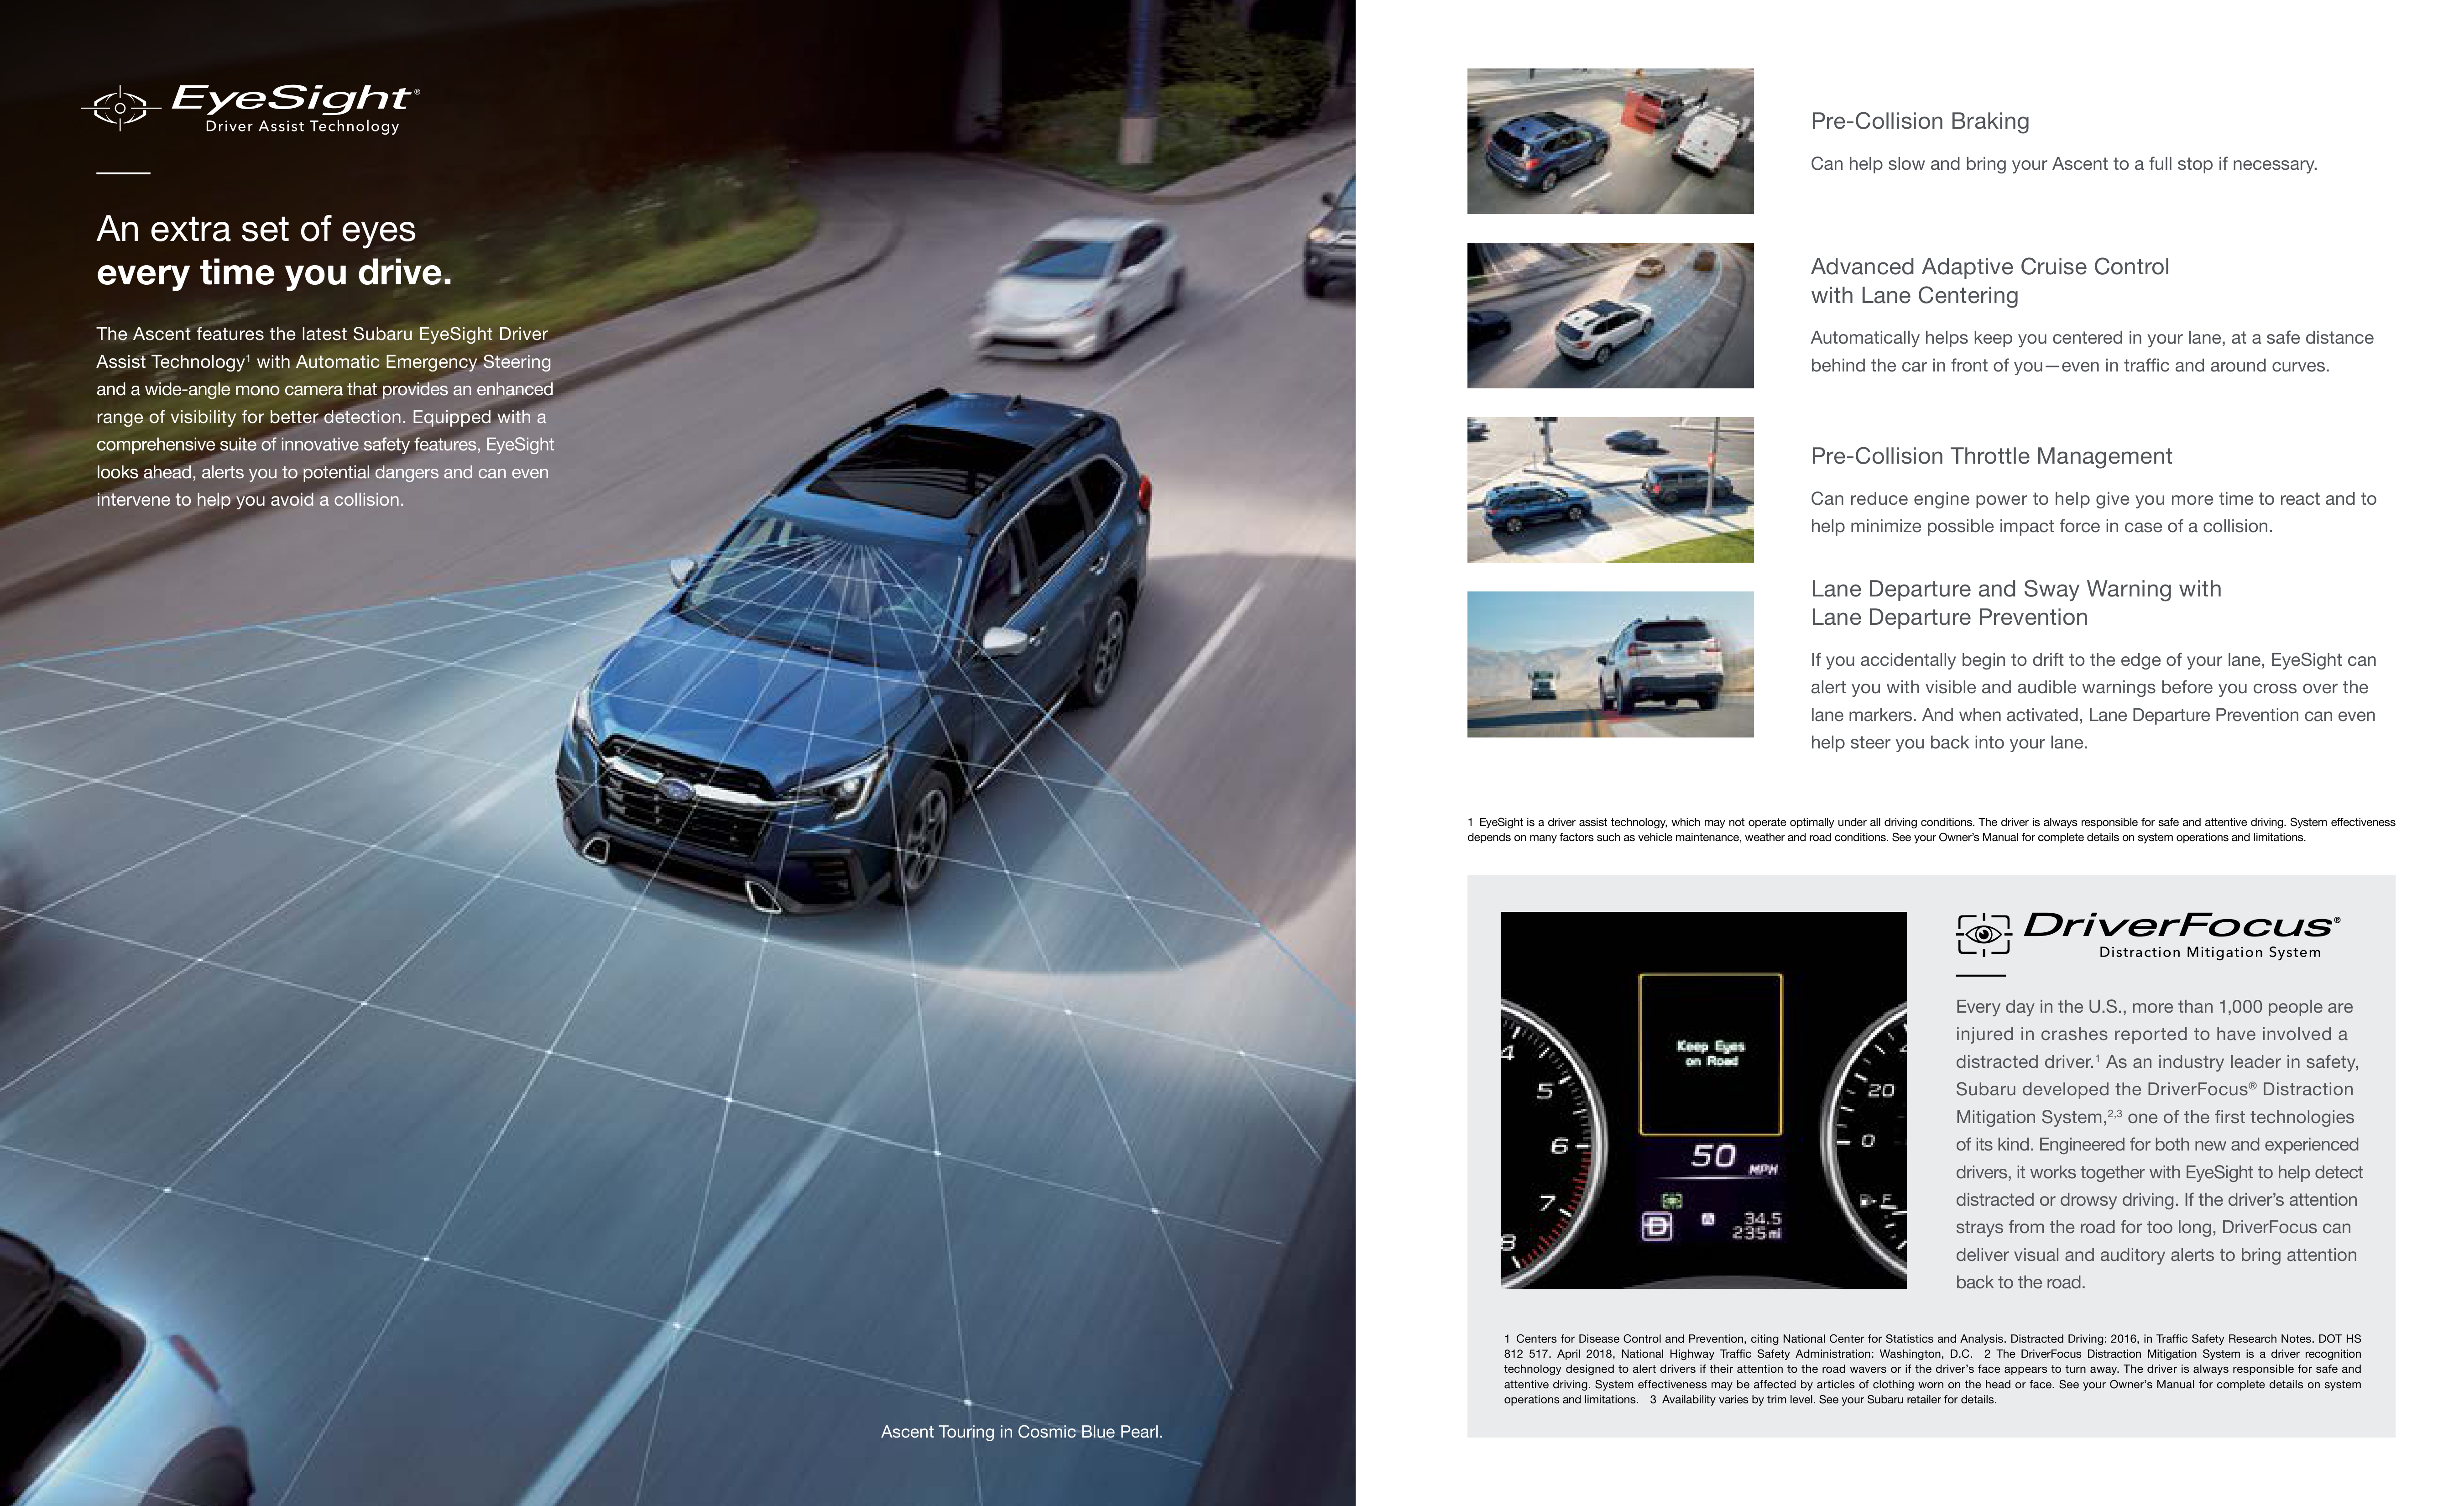 EyeSight®
Driver Assist Technology
An extra set of eyes
every time you drive.
The Ascent features the latest Subaru EyeSight Driver
Assist Technology¹ with Automatic Emergency Steering
and a wide-angle mono camera that provides an enhanced
range of visibility for better detection. Equipped with a
comprehensive suite of innovative safety features, EyeSight
looks ahead, alerts you to potential dangers and can even
intervene to help you avoid a collision.
Ascent Touring in Cosmic Blue Pearl.
Pre-Collision Braking
Can help slow and bring your Ascent to a full stop if necessary.
Advanced Adaptive Cruise Control
with Lane Centering
Automatically helps keep you centered in your lane, at a safe distance
behind the car in front of you—even in traffic and around curves.
Pre-Collision Throttle Management
Can reduce engine power to help give you more time to react and to
help minimize possible impact force in case of a collision.
Lane Departure and Sway Warning with
Lane Departure Prevention
If you accidentally begin to drift to the edge of your lane, EyeSight can
alert you with visible and audible warnings before you cross over the
lane markers. And when activated, Lane Departure Prevention can even
help steer you back into your lane.
1 EyeSight is a driver assist technology, which may not operate optimally under all driving conditions. The driver is always responsible for safe and attentive driving. System effectiveness
depends on many factors such as vehicle maintenance, weather and road conditions. See your Owner's Manual for complete details on system operations and limitations.
4
5
6
7
8
Keep Eyes
on Road
50 MPH
D
34.5
235mi
20
0
F
DriverFocus®
Distraction Mitigation System
Every day in the U.S., more than 1,000 people are
injured in crashes reported to have involved a
distracted driver.¹ As an industry leader in safety,
Subaru developed the DriverFocus® Distraction
Mitigation System,²,³ one of the first technologies
of its kind. Engineered for both new and experienced
drivers, it works together with EyeSight to help detect
distracted or drowsy driving. If the driver's attention
strays from the road for too long, DriverFocus can
deliver visual and auditory alerts to bring attention
back to the road.
1 Centers for Disease Control and Prevention, citing National Center for Statistics and Analysis. Distracted Driving: 2016, in Traffic Safety Research Notes. DOT HS
812 517. April 2018, National Highway Traffic Safety Administration: Washington, D.C. 2 The DriverFocus Distraction Mitigation System is a driver recognition
technology designed to alert drivers if their attention to the road wavers or if the driver's face appears to turn away. The driver is always responsible for safe and
attentive driving. System effectiveness may be affected by articles of clothing worn on the head or face. See your Owner's Manual for complete details on system
operations and limitations. 3 Availability varies by trim level. See your Subaru retailer for details.